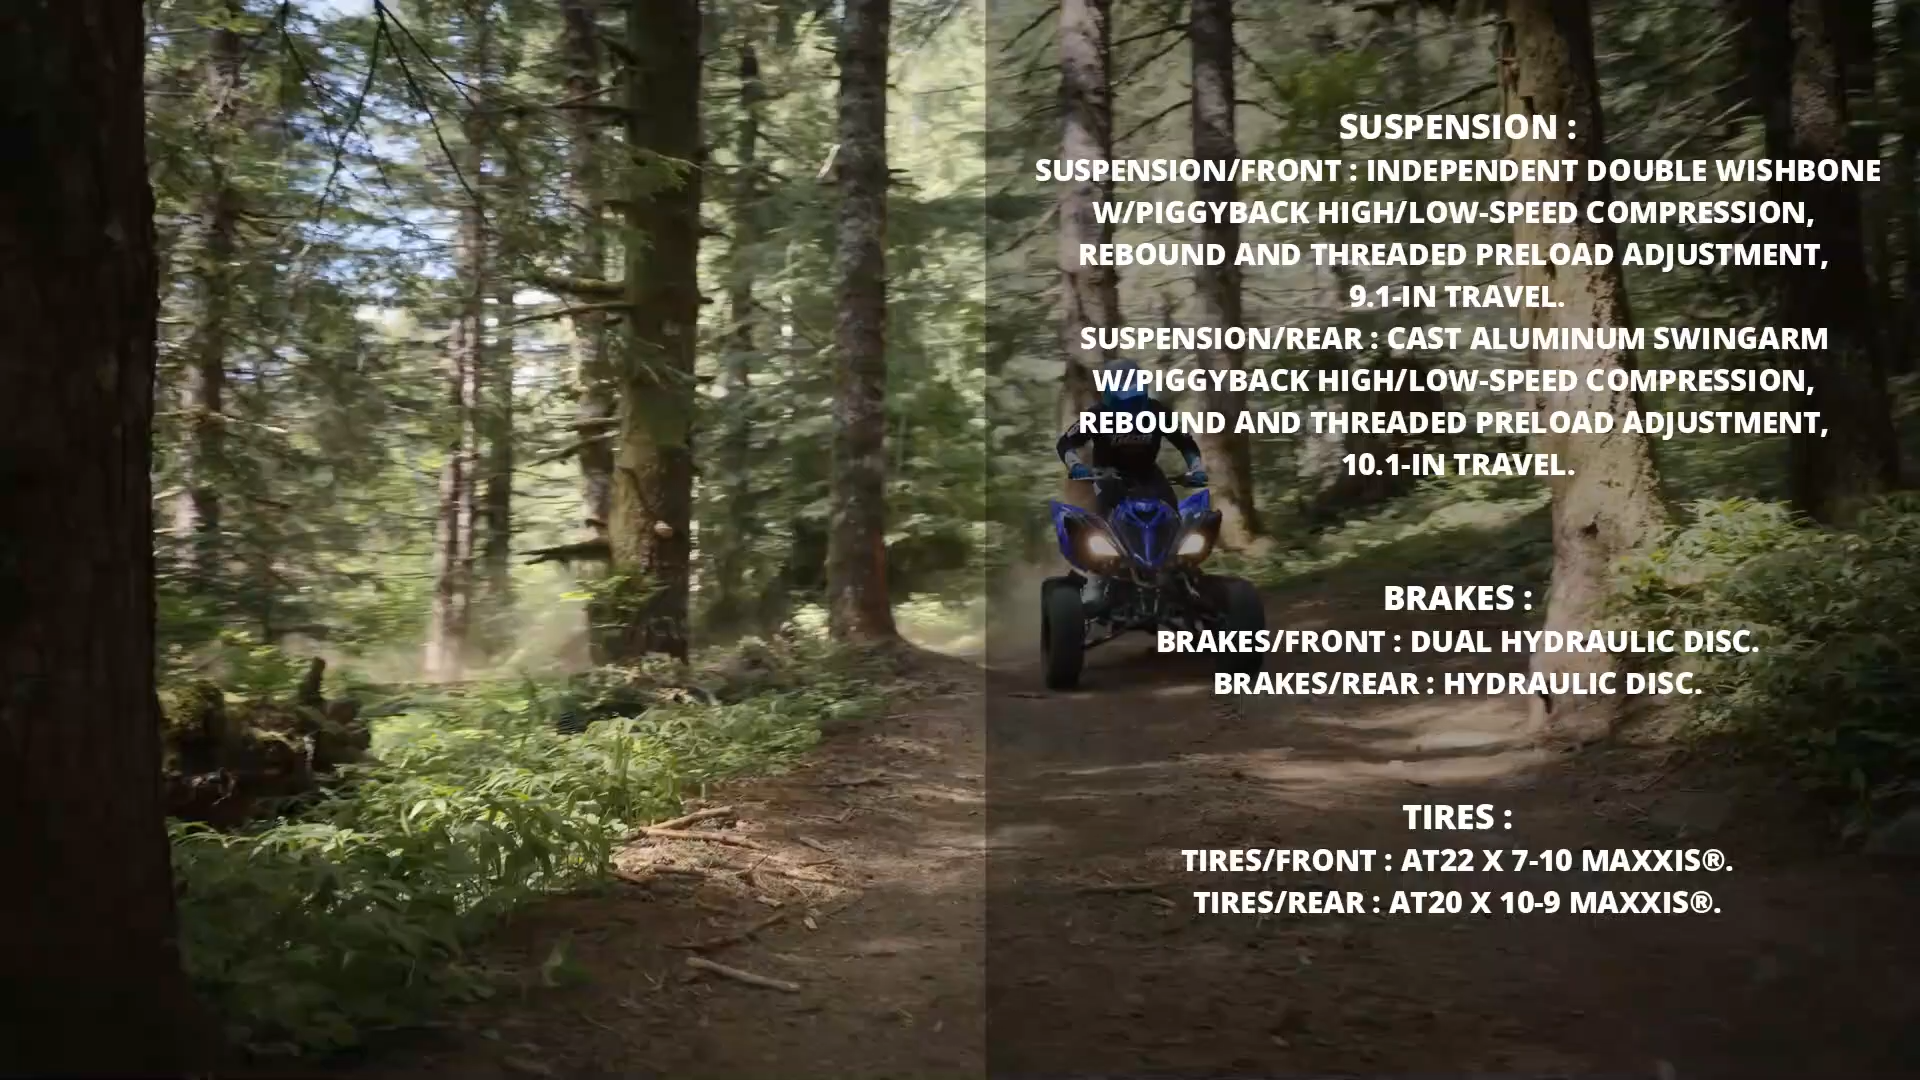 SUSPENSION :
SUSPENSION/FRONT : INDEPENDENT DOUBLE WISHBONE
W/PIGGYBACK HIGH/LOW-SPEED COMPRESSION,
REBOUND AND THREADED PRELOAD ADJUSTMENT,
9.1-IN TRAVEL.
SUSPENSION/REAR : CAST ALUMINUM SWINGARM
W/PIGGYBACK HIGH/LOW-SPEED COMPRESSION,
REBOUND AND THREADED PRELOAD ADJUSTMENT,
10.1-IN TRAVEL.
BRAKES :
BRAKES/FRONT : DUAL HYDRAULIC DISC.
BRAKES/REAR : HYDRAULIC DISC.
TIRES :
TIRES/FRONT : AT22 X 7-10 MAXXIS®.
TIRES/REAR : AT20 X 10-9 MAXXIS®.